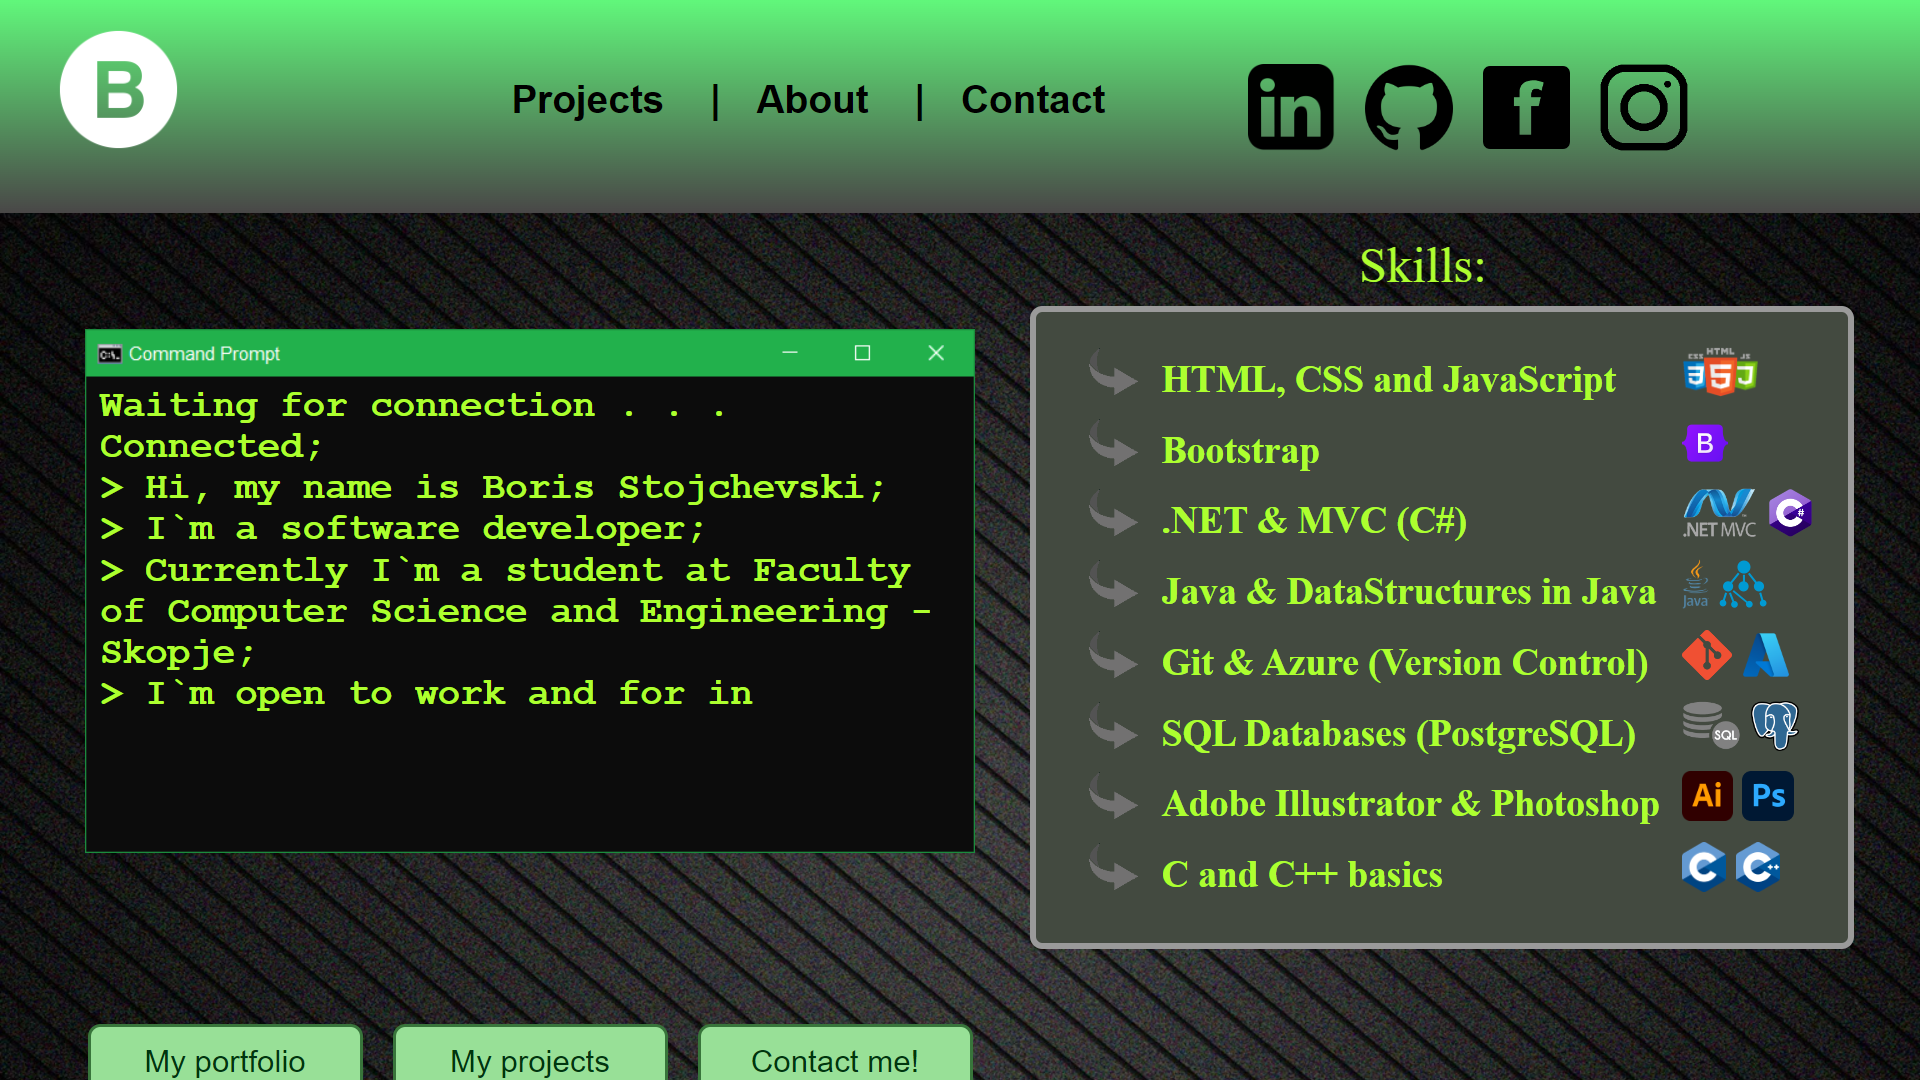 B
Projects | About | Contact
in
f
Skills:
C:\. Command Prompt
Waiting for connection . . .
Connected;
> Hi, my name is Boris Stojchevski;
> I`m a software developer;
> Currently I`m a student at Faculty
of Computer Science and Engineering -
Skopje;
> I`m open to work and for in
HTML, CSS and JavaScript
CSS HTML JS
3 5 J
Bootstrap
B
.NET & MVC (C#)
.NET MVC
C#
Java & DataStructures in Java
Java
Git & Azure (Version Control)
SQL Databases (PostgreSQL)
SQL
Adobe Illustrator & Photoshop
Ai Ps
C and C++ basics
C C++
My portfolio
My projects
Contact me!